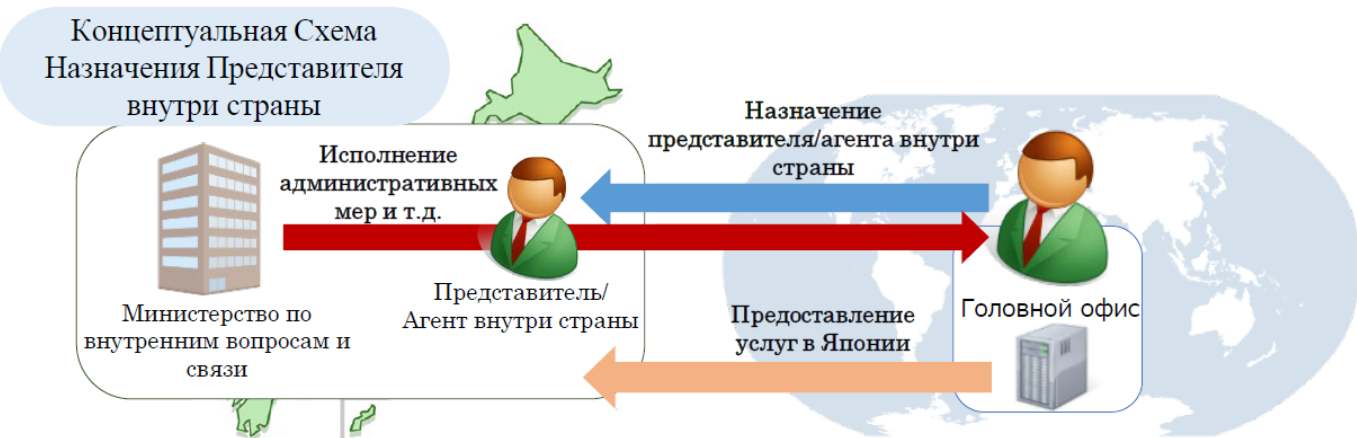 Концептуальная Схема
Назначения Представителя
внутри страны
Исполнение
административных
мер и т.д.
Назначение
представителя/агента внутри
страны
Министерство по
внутренним вопросам и
связи
Представитель/
Агент внутри страны
Предоставление
услуг в Японии
Головной офис